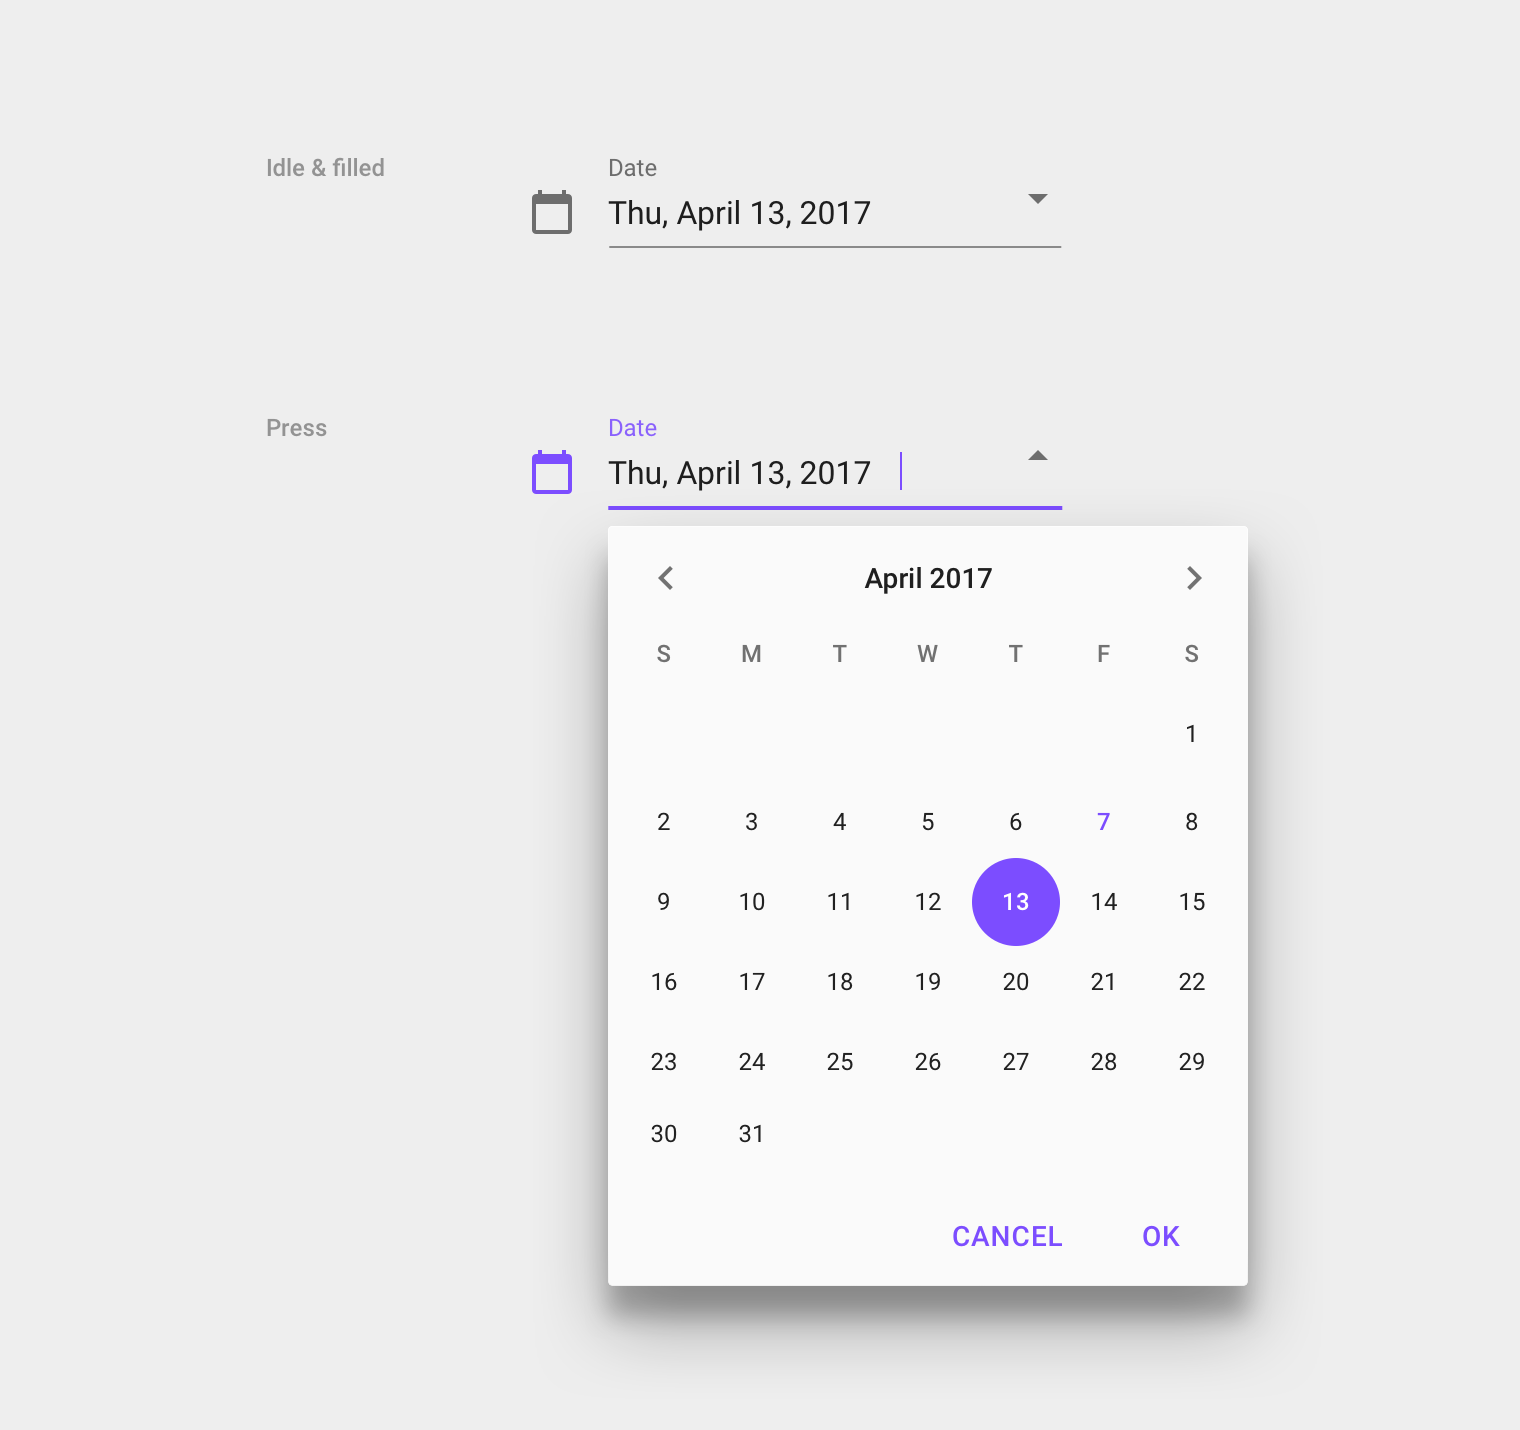 Idle & filled
Date
Thu, April 13, 2017
Press
Date
Thu, April 13, 2017
April 2017
S M T W T F S
1
2 3 4 5 6 7 8
9 10 11 12 13 14 15
16 17 18 19 20 21 22
23 24 25 26 27 28 29
30 31
CANCEL OK